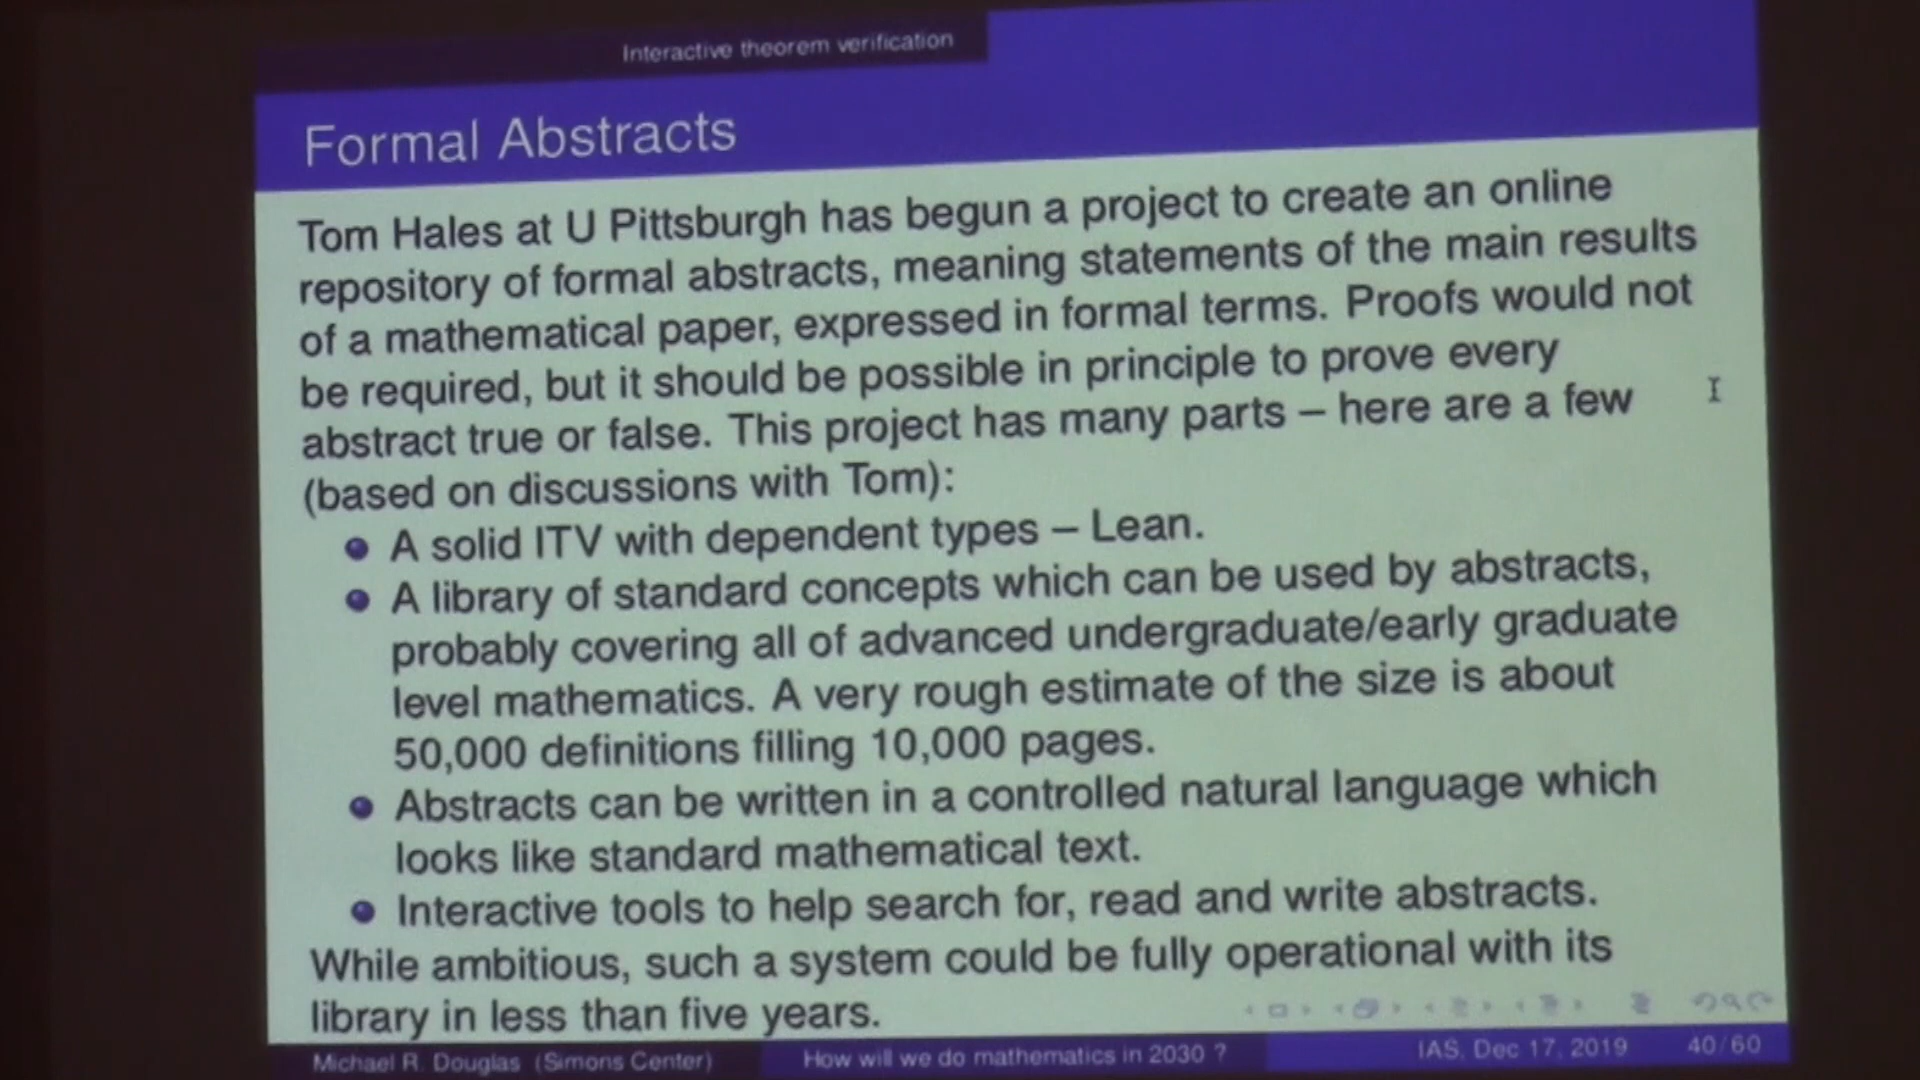 Interactive theorem verification
Formal Abstracts
Tom Hales at U Pittsburgh has begun a project to create an online
repository of formal abstracts, meaning statements of the main results
of a mathematical paper, expressed in formal terms. Proofs would not
be required, but it should be possible in principle to prove every
abstract true or false. This project has many parts – here are a few
(based on discussions with Tom):
A solid ITV with dependent types – Lean.
A library of standard concepts which can be used by abstracts,
probably covering all of advanced undergraduate/early graduate
level mathematics. A very rough estimate of the size is about
50,000 definitions filling 10,000 pages.
Abstracts can be written in a controlled natural language which
looks like standard mathematical text.
Interactive tools to help search for, read and write abstracts.
While ambitious, such a system could be fully operational with its
library in less than five years.
Michael R. Douglas (Simons Center)
How will we do mathematics in 2030 ?
IAS, Dec 17, 2019
40/60